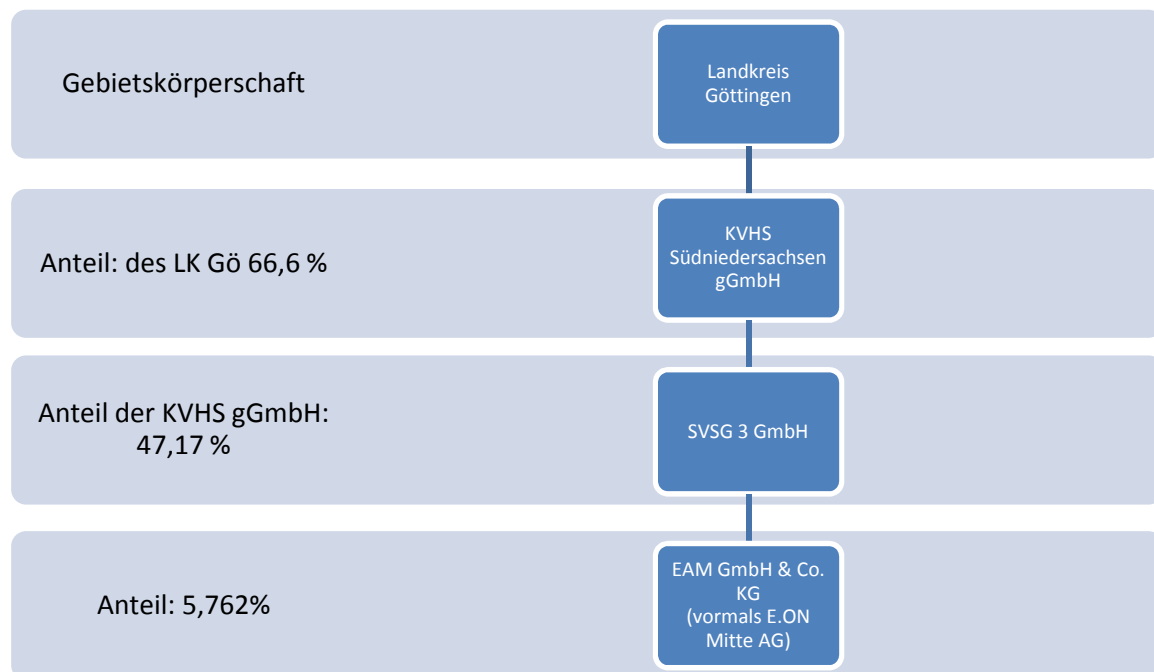 Gebietskörperschaft
Landkreis
Göttingen
Anteil: des LK Gö 66,6 %
KVHS
Südniedersachsen
gGmbH
Anteil der KVHS gGmbH:
47,17 %
SVSG 3 GmbH
Anteil: 5,762%
EAM GmbH & Co.
KG
(vormals E.ON
Mitte AG)